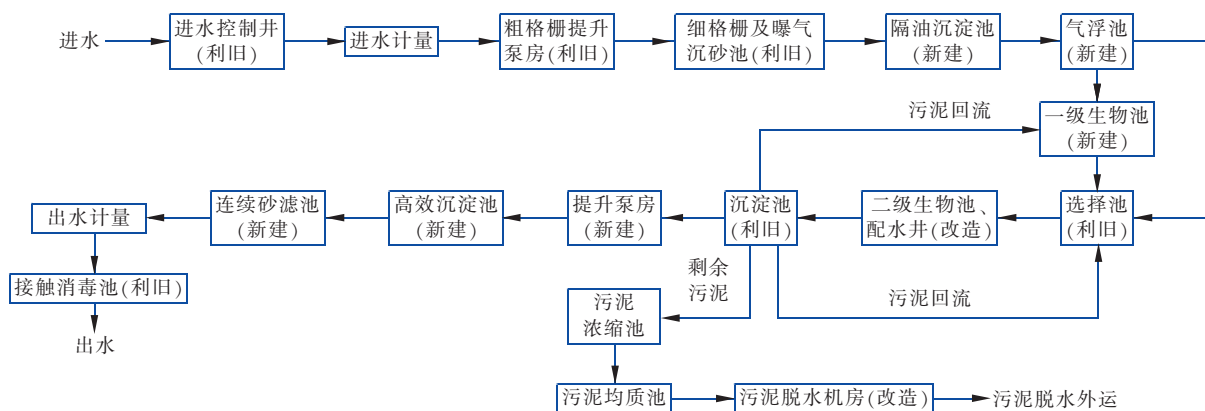 进水
进水控制井
(利旧)
进水计量
粗格栅提升
泵房(利旧)
细格栅及曝气
沉砂池(利旧)
隔油沉淀池
(新建)
气浮池
(新建)
污泥回流
一级生物池
(新建)
出水计量
连续砂滤池
(新建)
高效沉淀池
(新建)
提升泵房
(新建)
沉淀池
(利旧)
二级生物池、
配水井(改造)
选择池
(利旧)
接触消毒池(利旧)
出水
剩余
污泥
污泥回流
污泥
浓缩池
污泥均质池
污泥脱水机房(改造)
污泥脱水外运